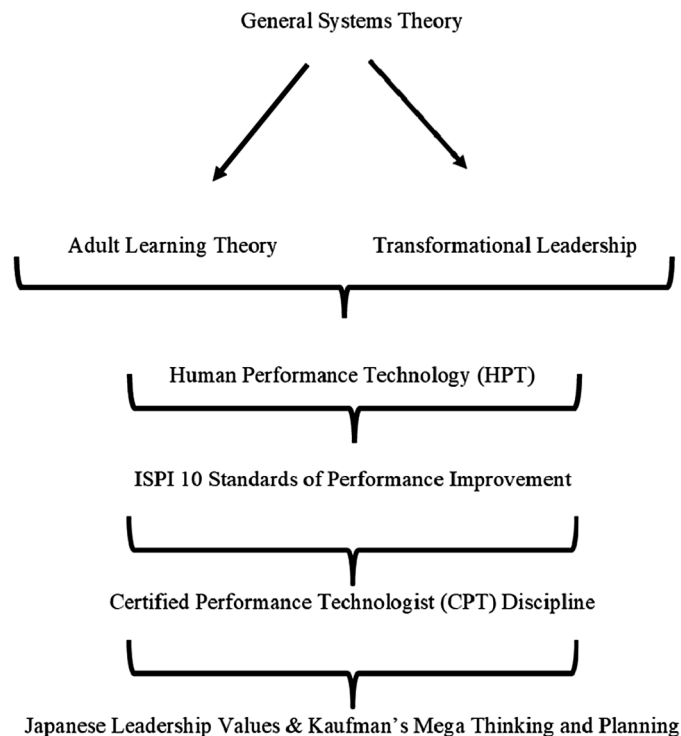 General Systems Theory
Adult Learning Theory
Transformational Leadership
Human Performance Technology (HPT)
ISPI 10 Standards of Performance Improvement
Certified Performance Technologist (CPT) Discipline
Japanese Leadership Values & Kaufman's Mega Thinking and Planning